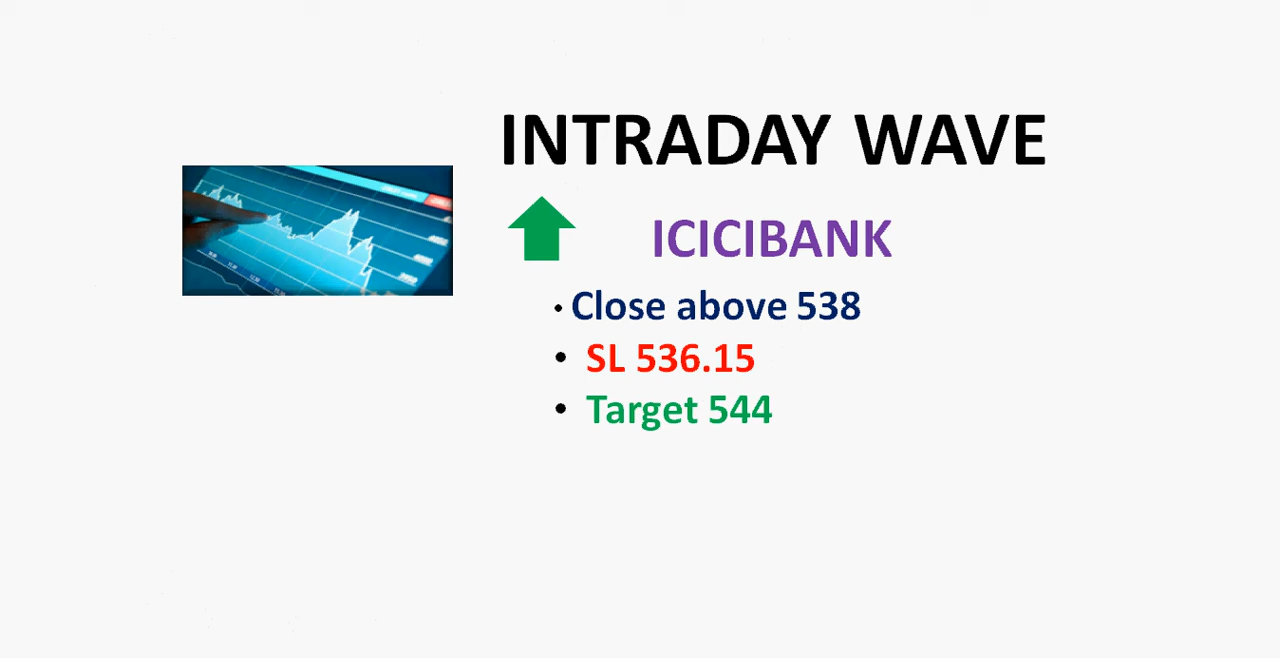 INTRADAY WAVE
ICICIBANK
• Close above 538
• SL 536.15
• Target 544